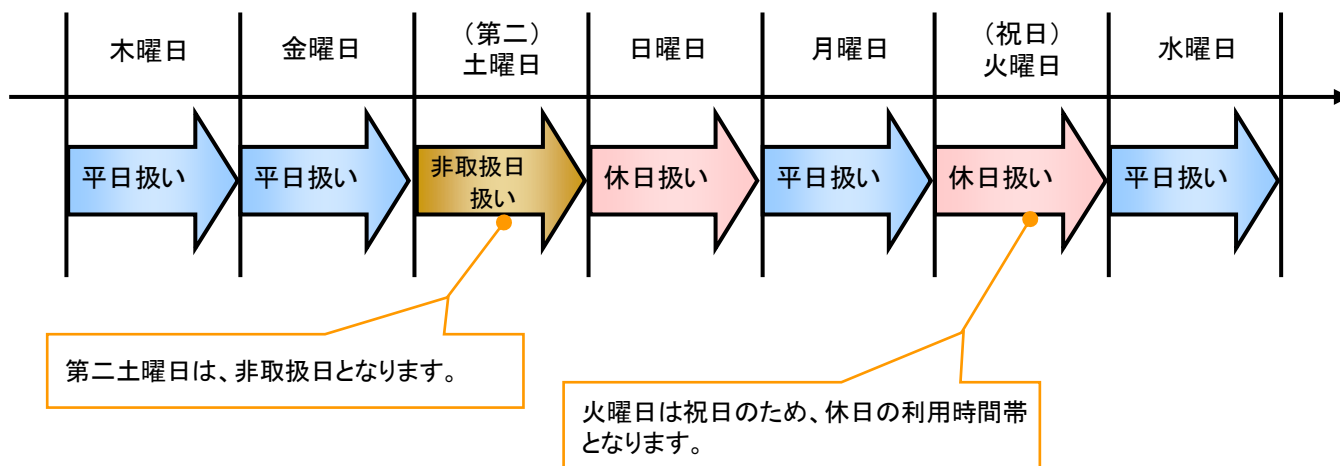 木曜日
金曜日
（第二）
土曜日
日曜日
月曜日
（祝日）
火曜日
水曜日
平日扱い
平日扱い
非取扱日
扱い
休日扱い
平日扱い
休日扱い
平日扱い
第二土曜日は、非取扱日となります。
火曜日は祝日のため、休日の利用時間帯
となります。